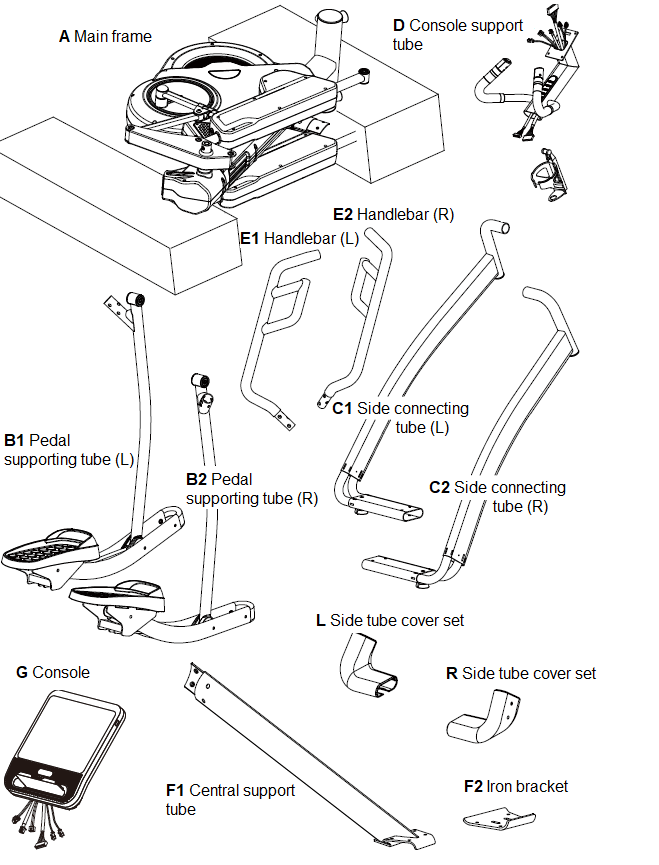 A Main frame
D Console support
tube
E2 Handlebar (R)
E1 Handlebar (L)
C1 Side connecting
tube (L)
B1 Pedal
supporting tube (L)
B2 Pedal
supporting tube (R)
C2 Side connecting
tube (R)
L Side tube cover set
G Console
R Side tube cover set
F1 Central support
tube
F2 Iron bracket